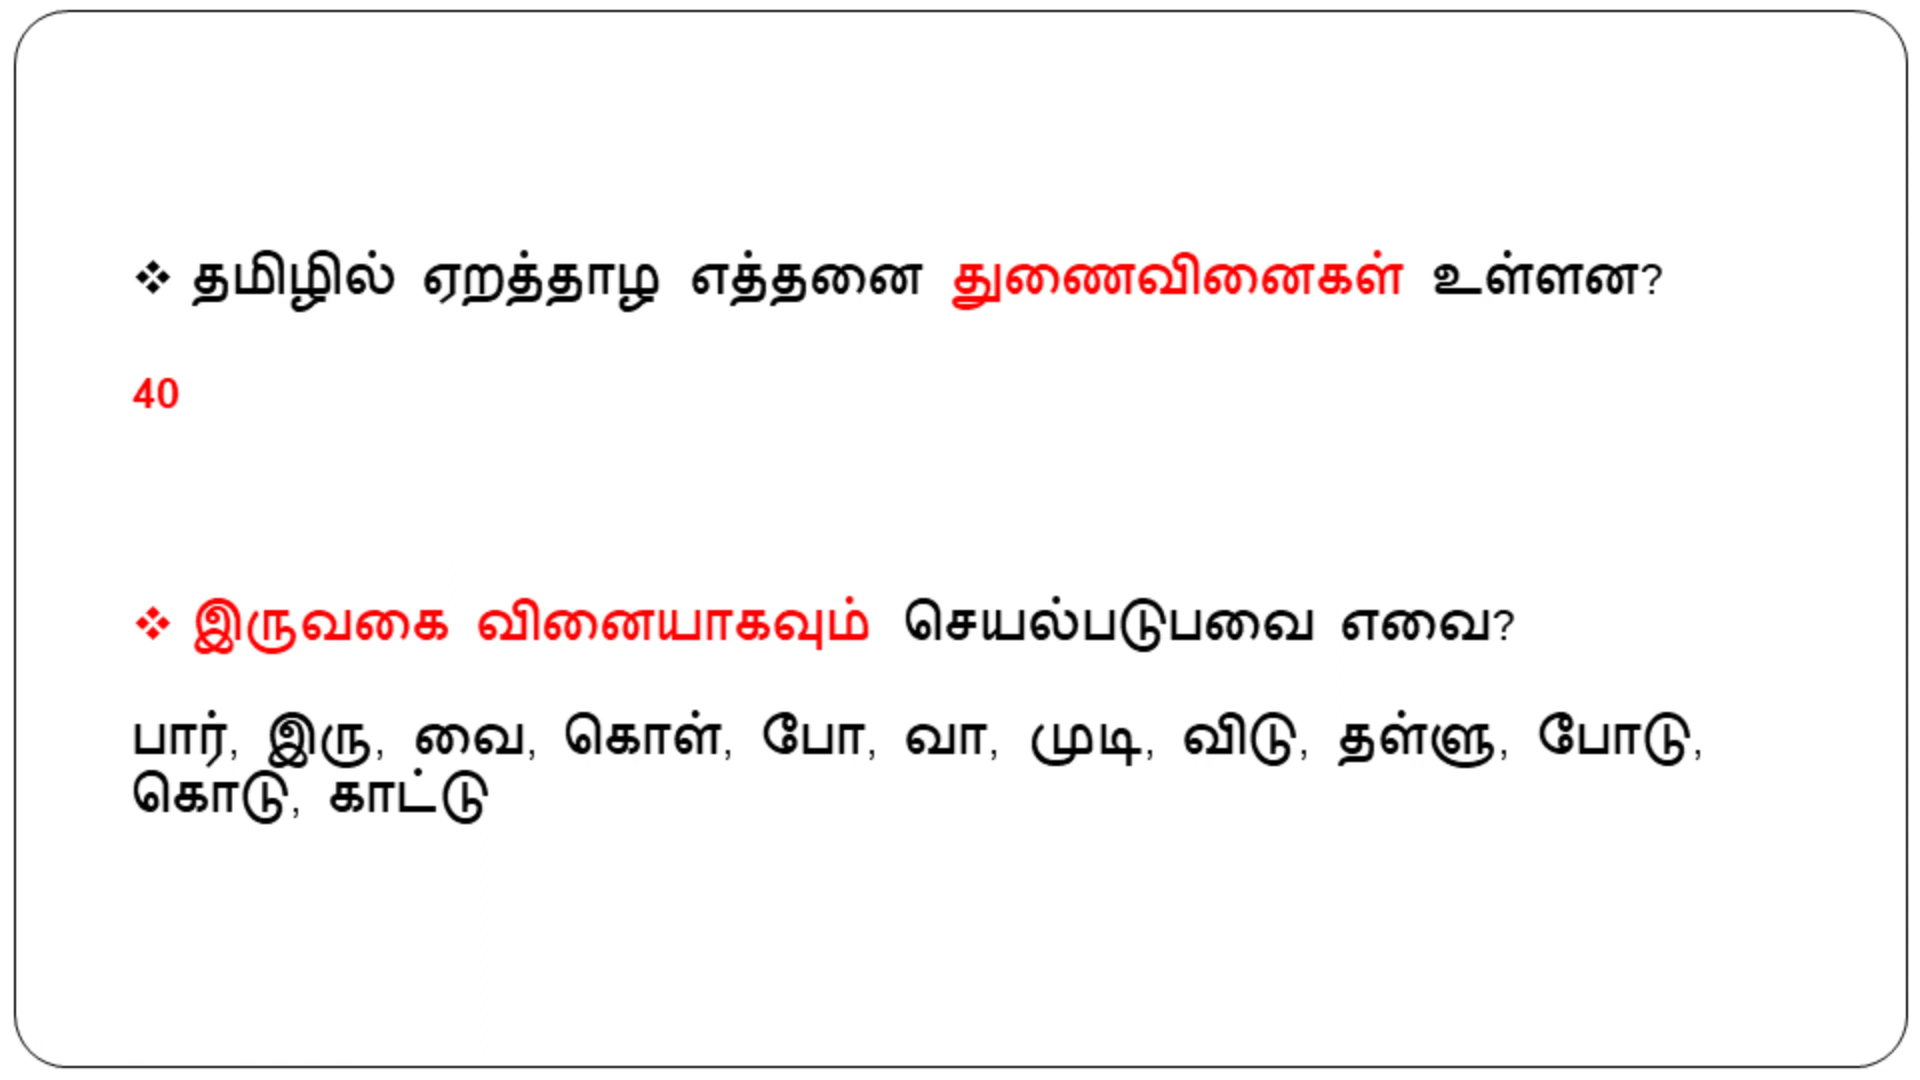 ❖ தமிழில் ஏறத்தாழ எத்தனை துணைவினைகள் உள்ளன?
40
❖ இருவகை வினையாகவும் செயல்படுபவை எவை?
பார், இரு, வை, கொள், போ, வா, முடி, விடு, தள்ளு, போடு,
கொடு, காட்டு